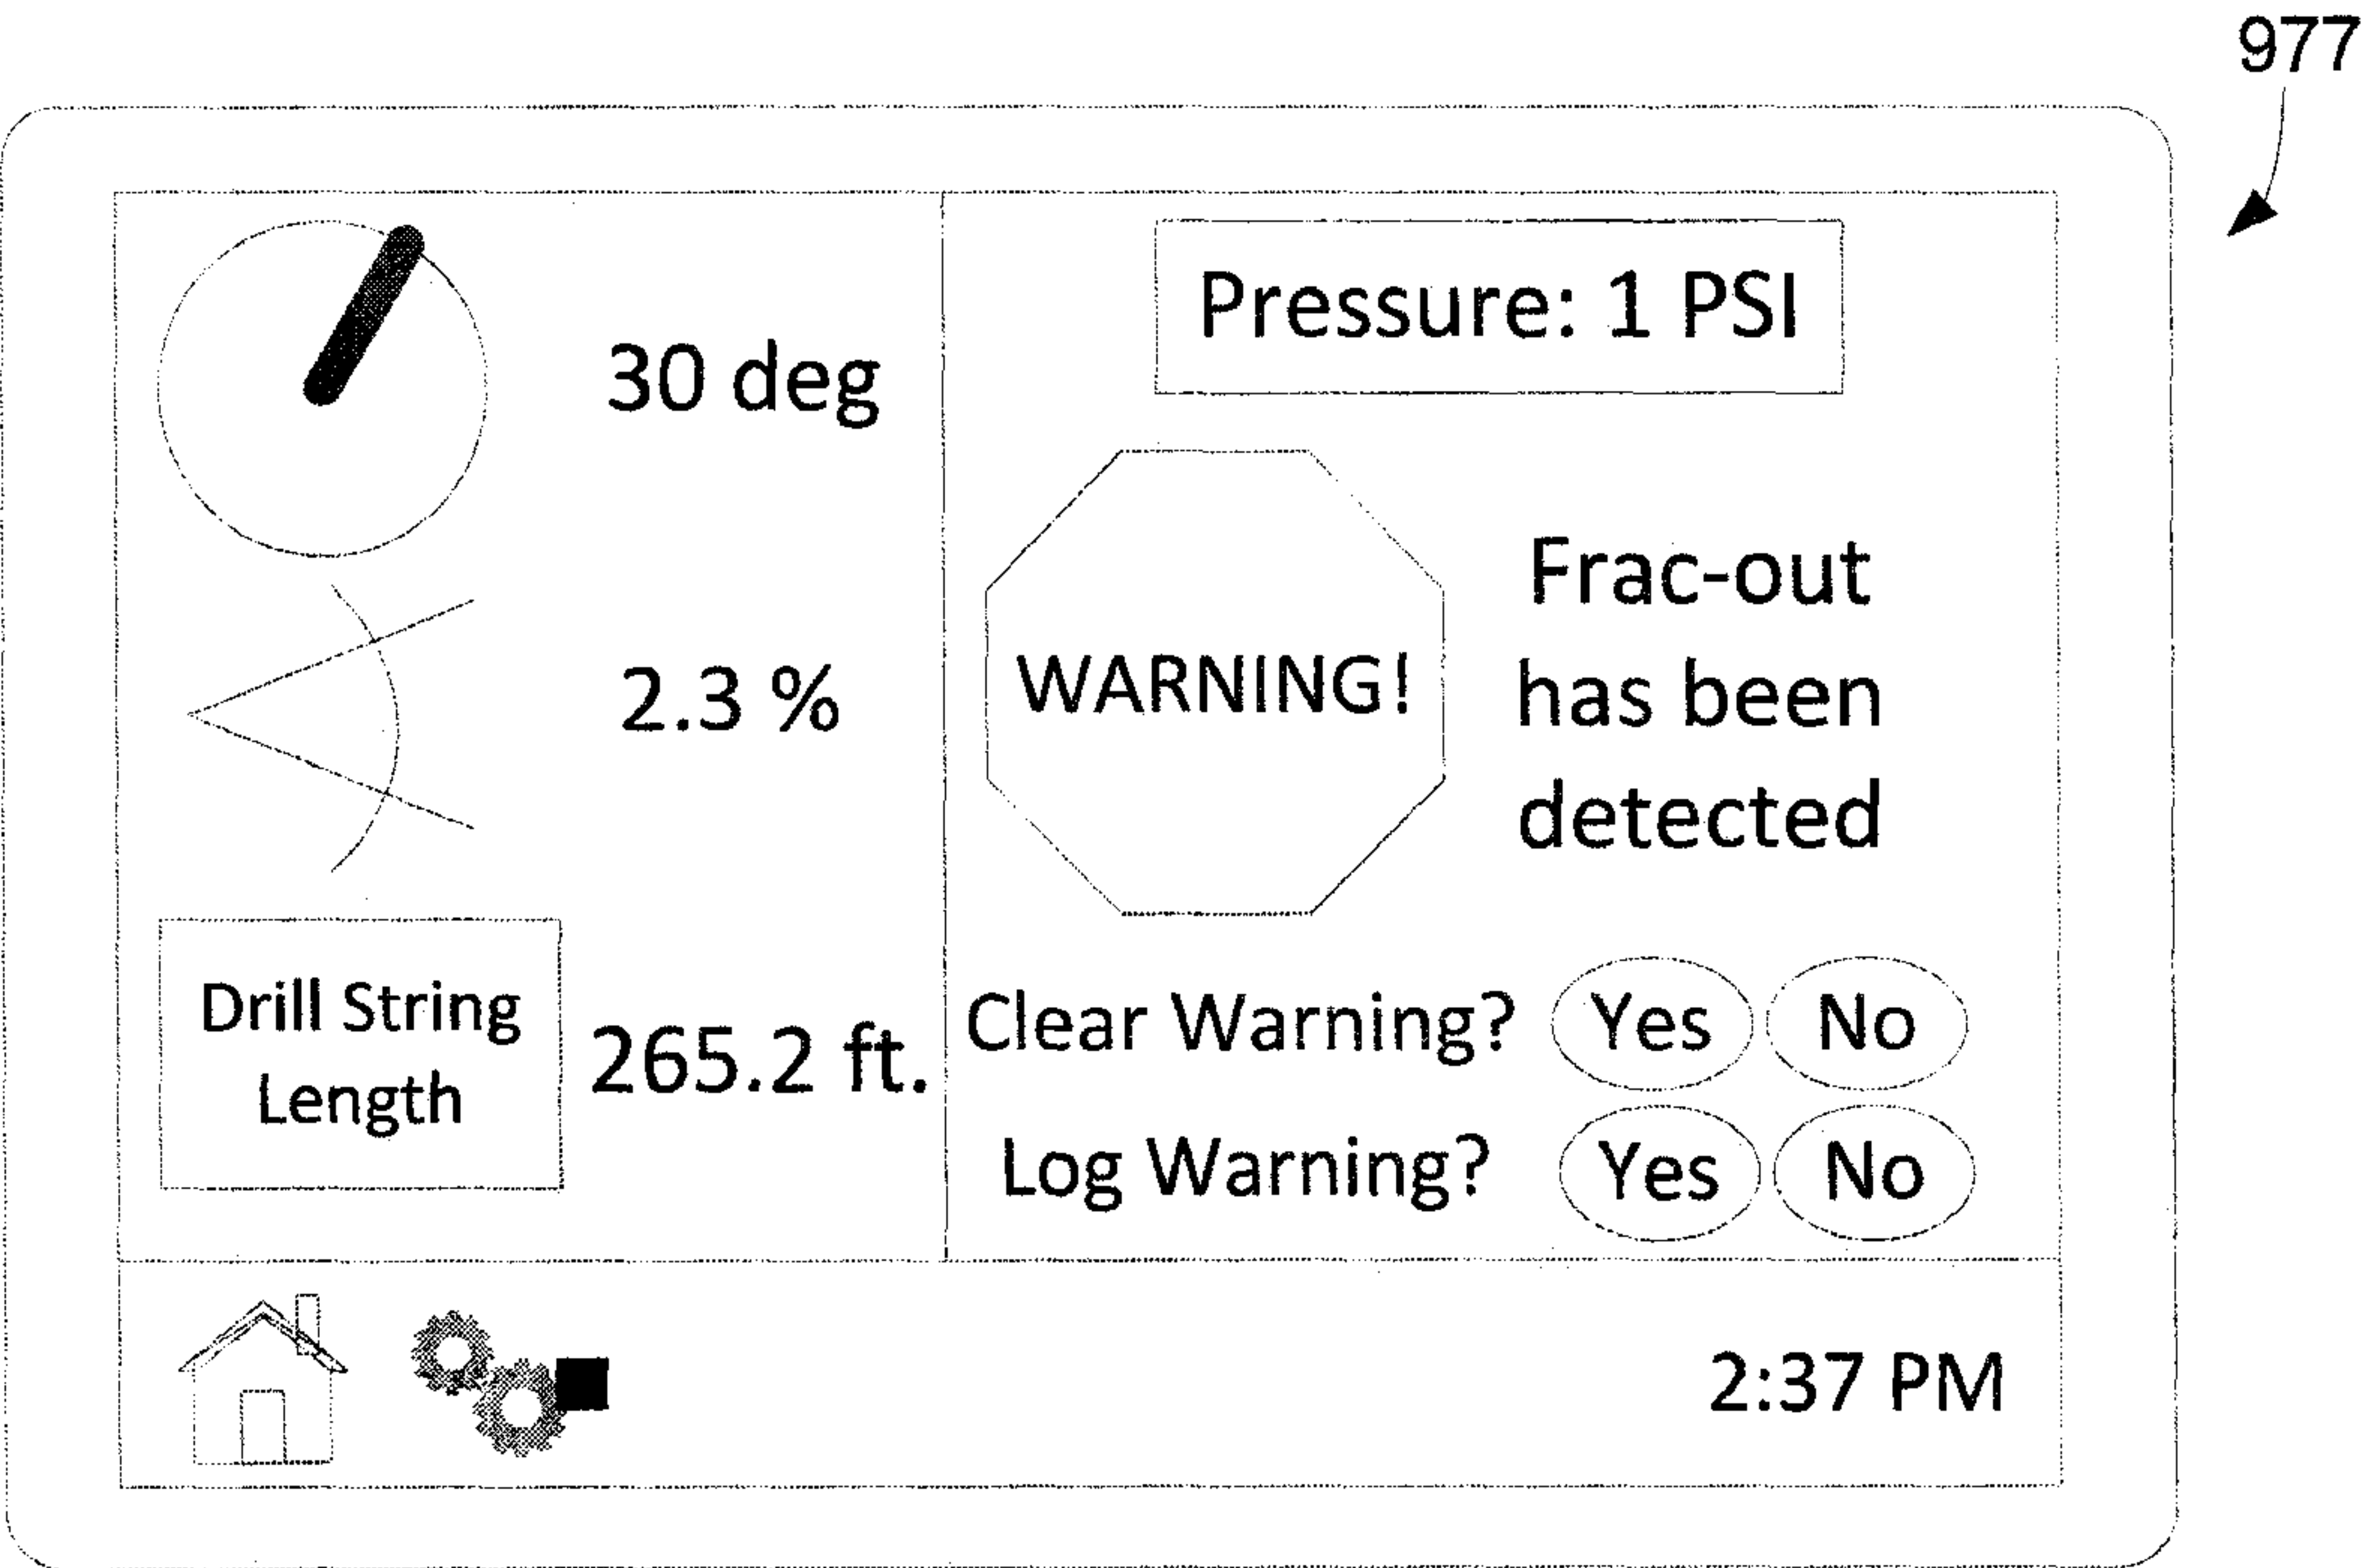 977
30 deg
2.3 %
Drill String
Length
265.2 ft.
Pressure: 1 PSI
WARNING!
Frac-out
has been
detected
Clear Warning? Yes No
Log Warning? Yes No
2:37 PM